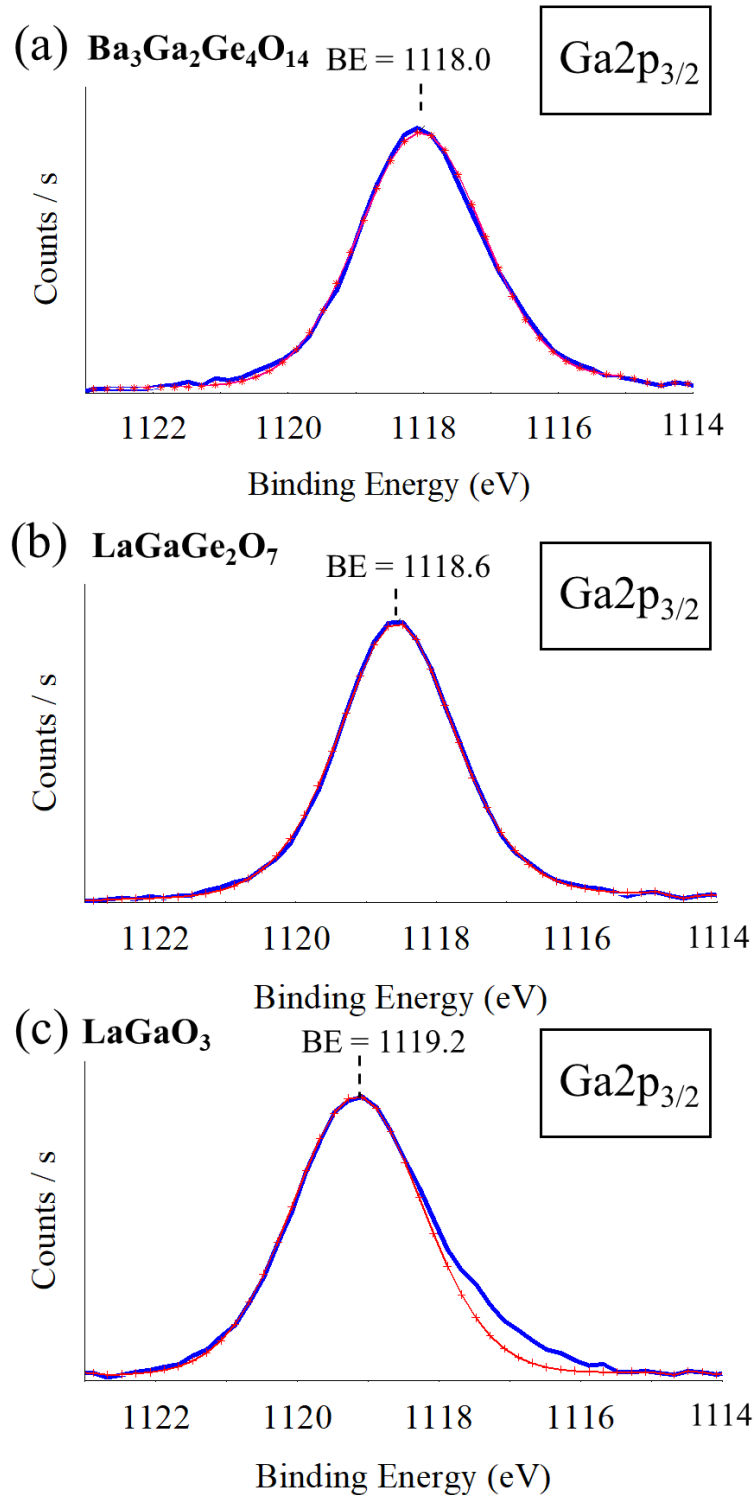 (a) Ba₃Ga₂Ge₄O₁₄ BE = 1118.0 Ga2p₃/₂
Counts / s
1122 1120 1118 1116 1114
Binding Energy (eV)
(b) LaGaGe₂O₇ BE = 1118.6 Ga2p₃/₂
Counts / s
1122 1120 1118 1116 1114
Binding Energy (eV)
(c) LaGaO₃ BE = 1119.2 Ga2p₃/₂
Counts / s
1122 1120 1118 1116 1114
Binding Energy (eV)